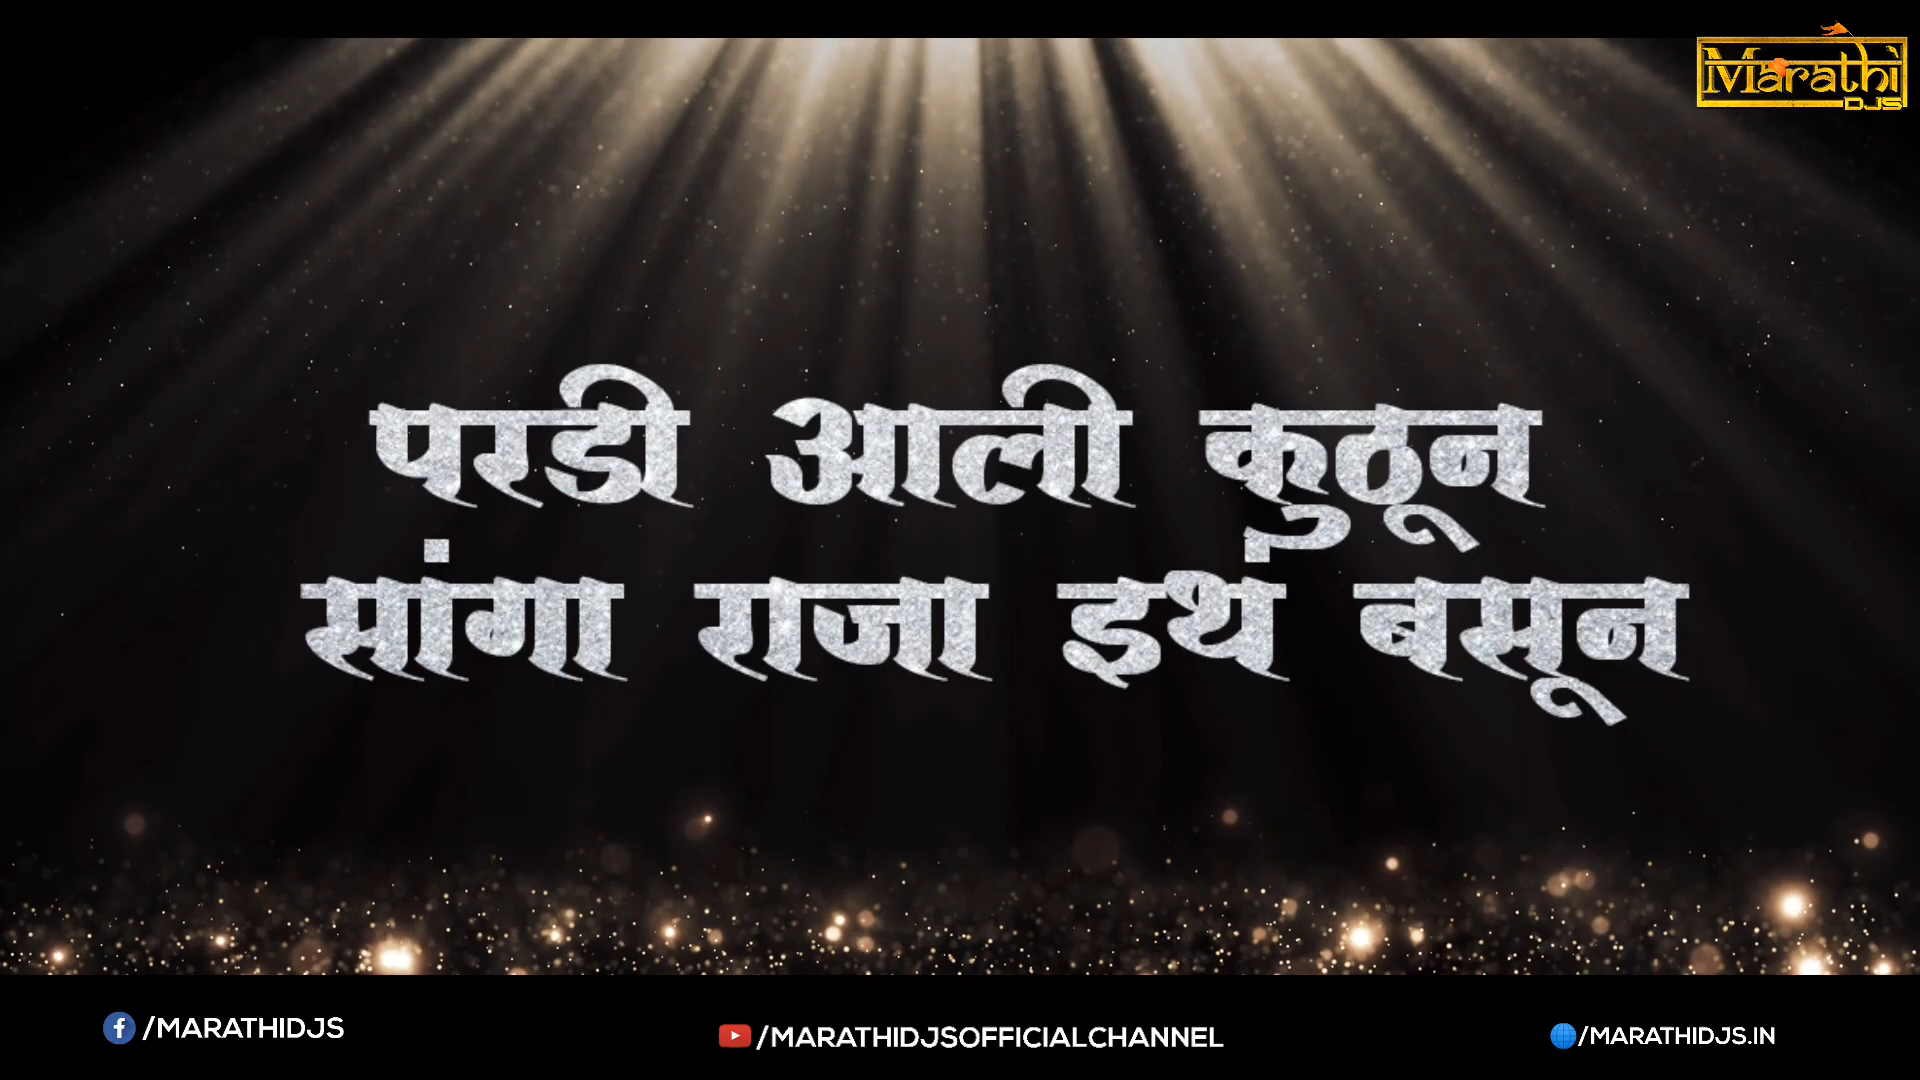 Marathi
DJS
परडी आली कुठून
सांगा राजा इथं बसून
/MARATHIDJS
/MARATHIDJSOFFICIALCHANNEL
/MARATHIDJS.IN